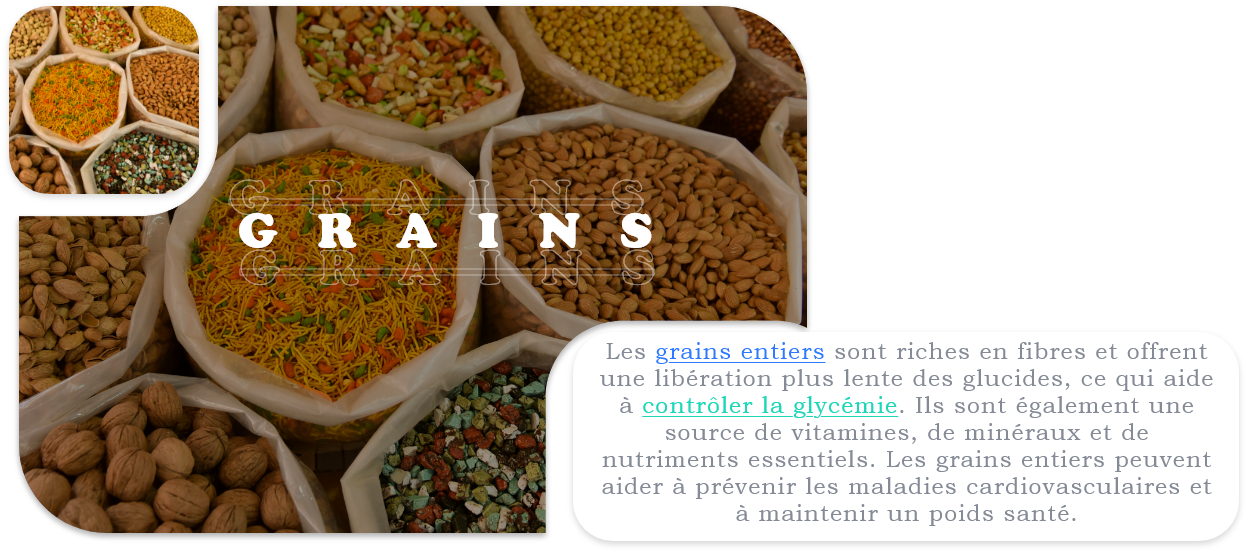 GRAINS
GRAINS
GRAINS
Les grains entiers sont riches en fibres et offrent
une libération plus lente des glucides, ce qui aide
à contrôler la glycémie. Ils sont également une
source de vitamines, de minéraux et de
nutriments essentiels. Les grains entiers peuvent
aider à prévenir les maladies cardiovasculaires et
à maintenir un poids santé.